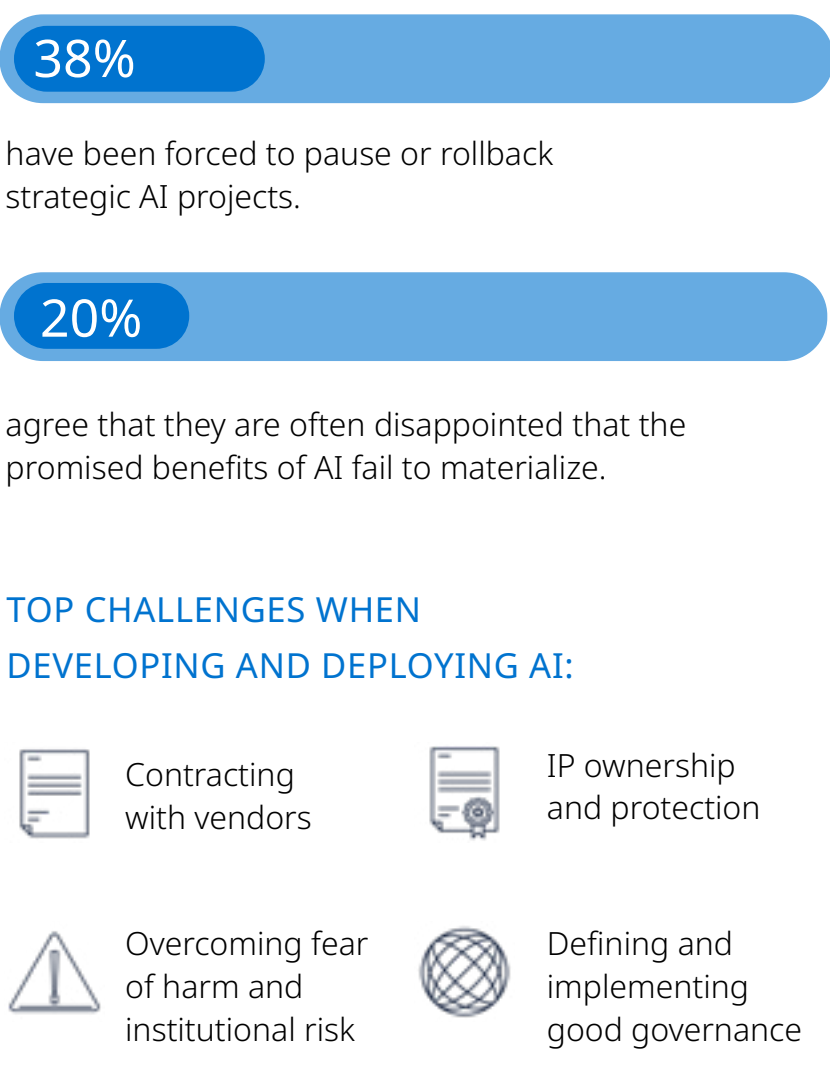 38%
have been forced to pause or rollback
strategic AI projects.
20%
agree that they are often disappointed that the
promised benefits of AI fail to materialize.
TOP CHALLENGES WHEN
DEVELOPING AND DEPLOYING AI:
Contracting
with vendors
IP ownership
and protection
Overcoming fear
of harm and
institutional risk
Defining and
implementing
good governance